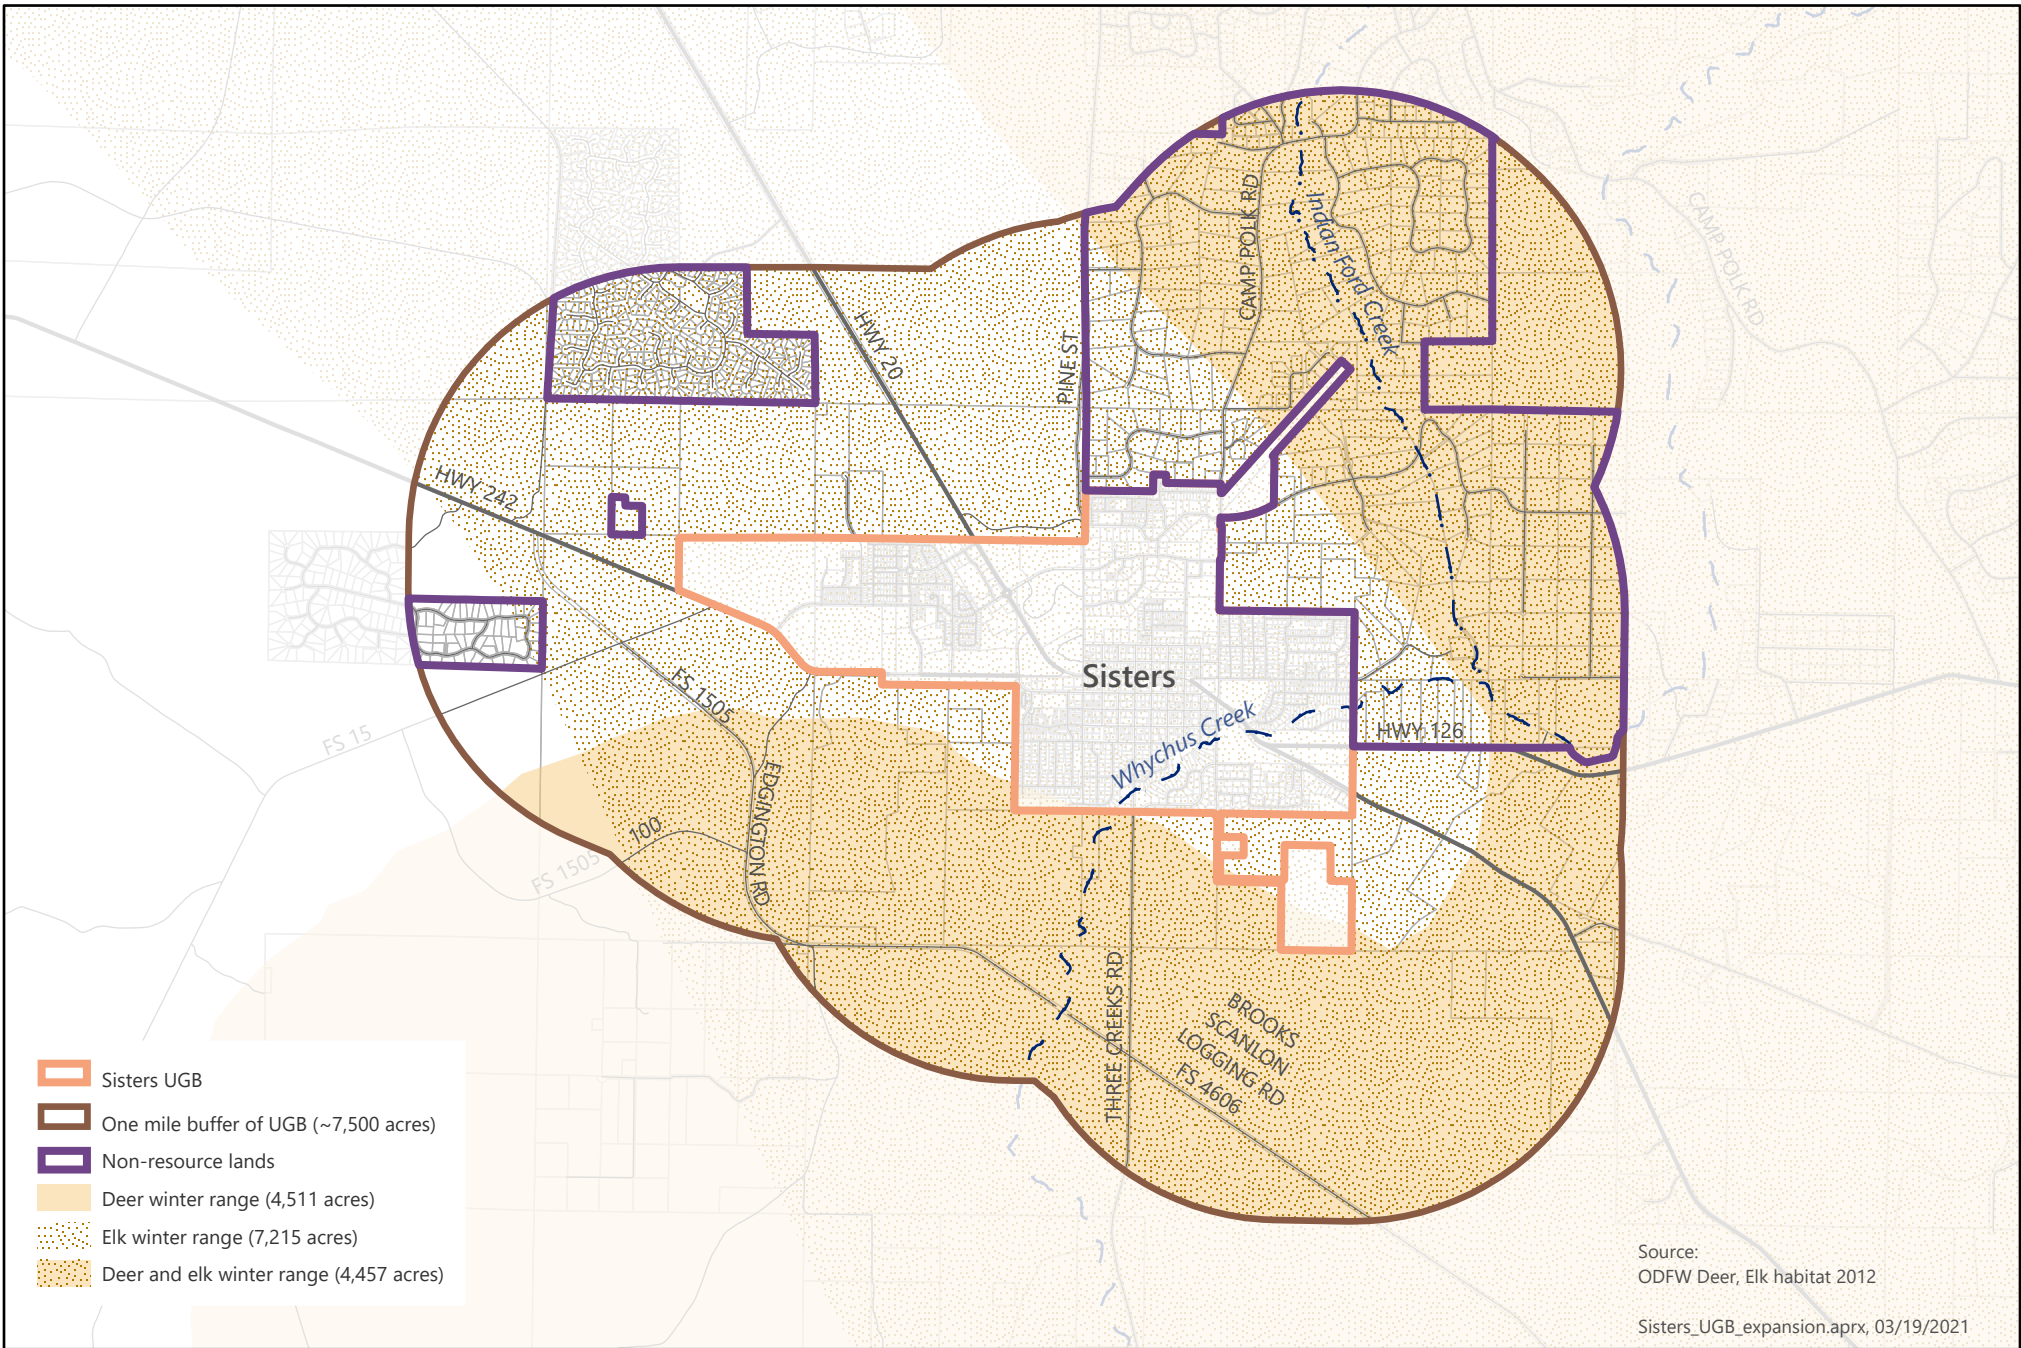 CAMP POLK RD
Indian Ford Creek
CAMP POLK RD
HWY 20
PINE ST
HWY 242
Sisters
FS 1505
Whychus Creek
HWY 126
FS 15
EDGINGTON RD
100
FS 1505
THREE CREEKS RD
BROOKS
SCANLON
LOGGING RD
FS 4606
Sisters UGB
One mile buffer of UGB (~7,500 acres)
Non-resource lands
Deer winter range (4,511 acres)
Elk winter range (7,215 acres)
Deer and elk winter range (4,457 acres)
Source:
ODFW Deer, Elk habitat 2012
Sisters_UGB_expansion.aprx, 03/19/2021